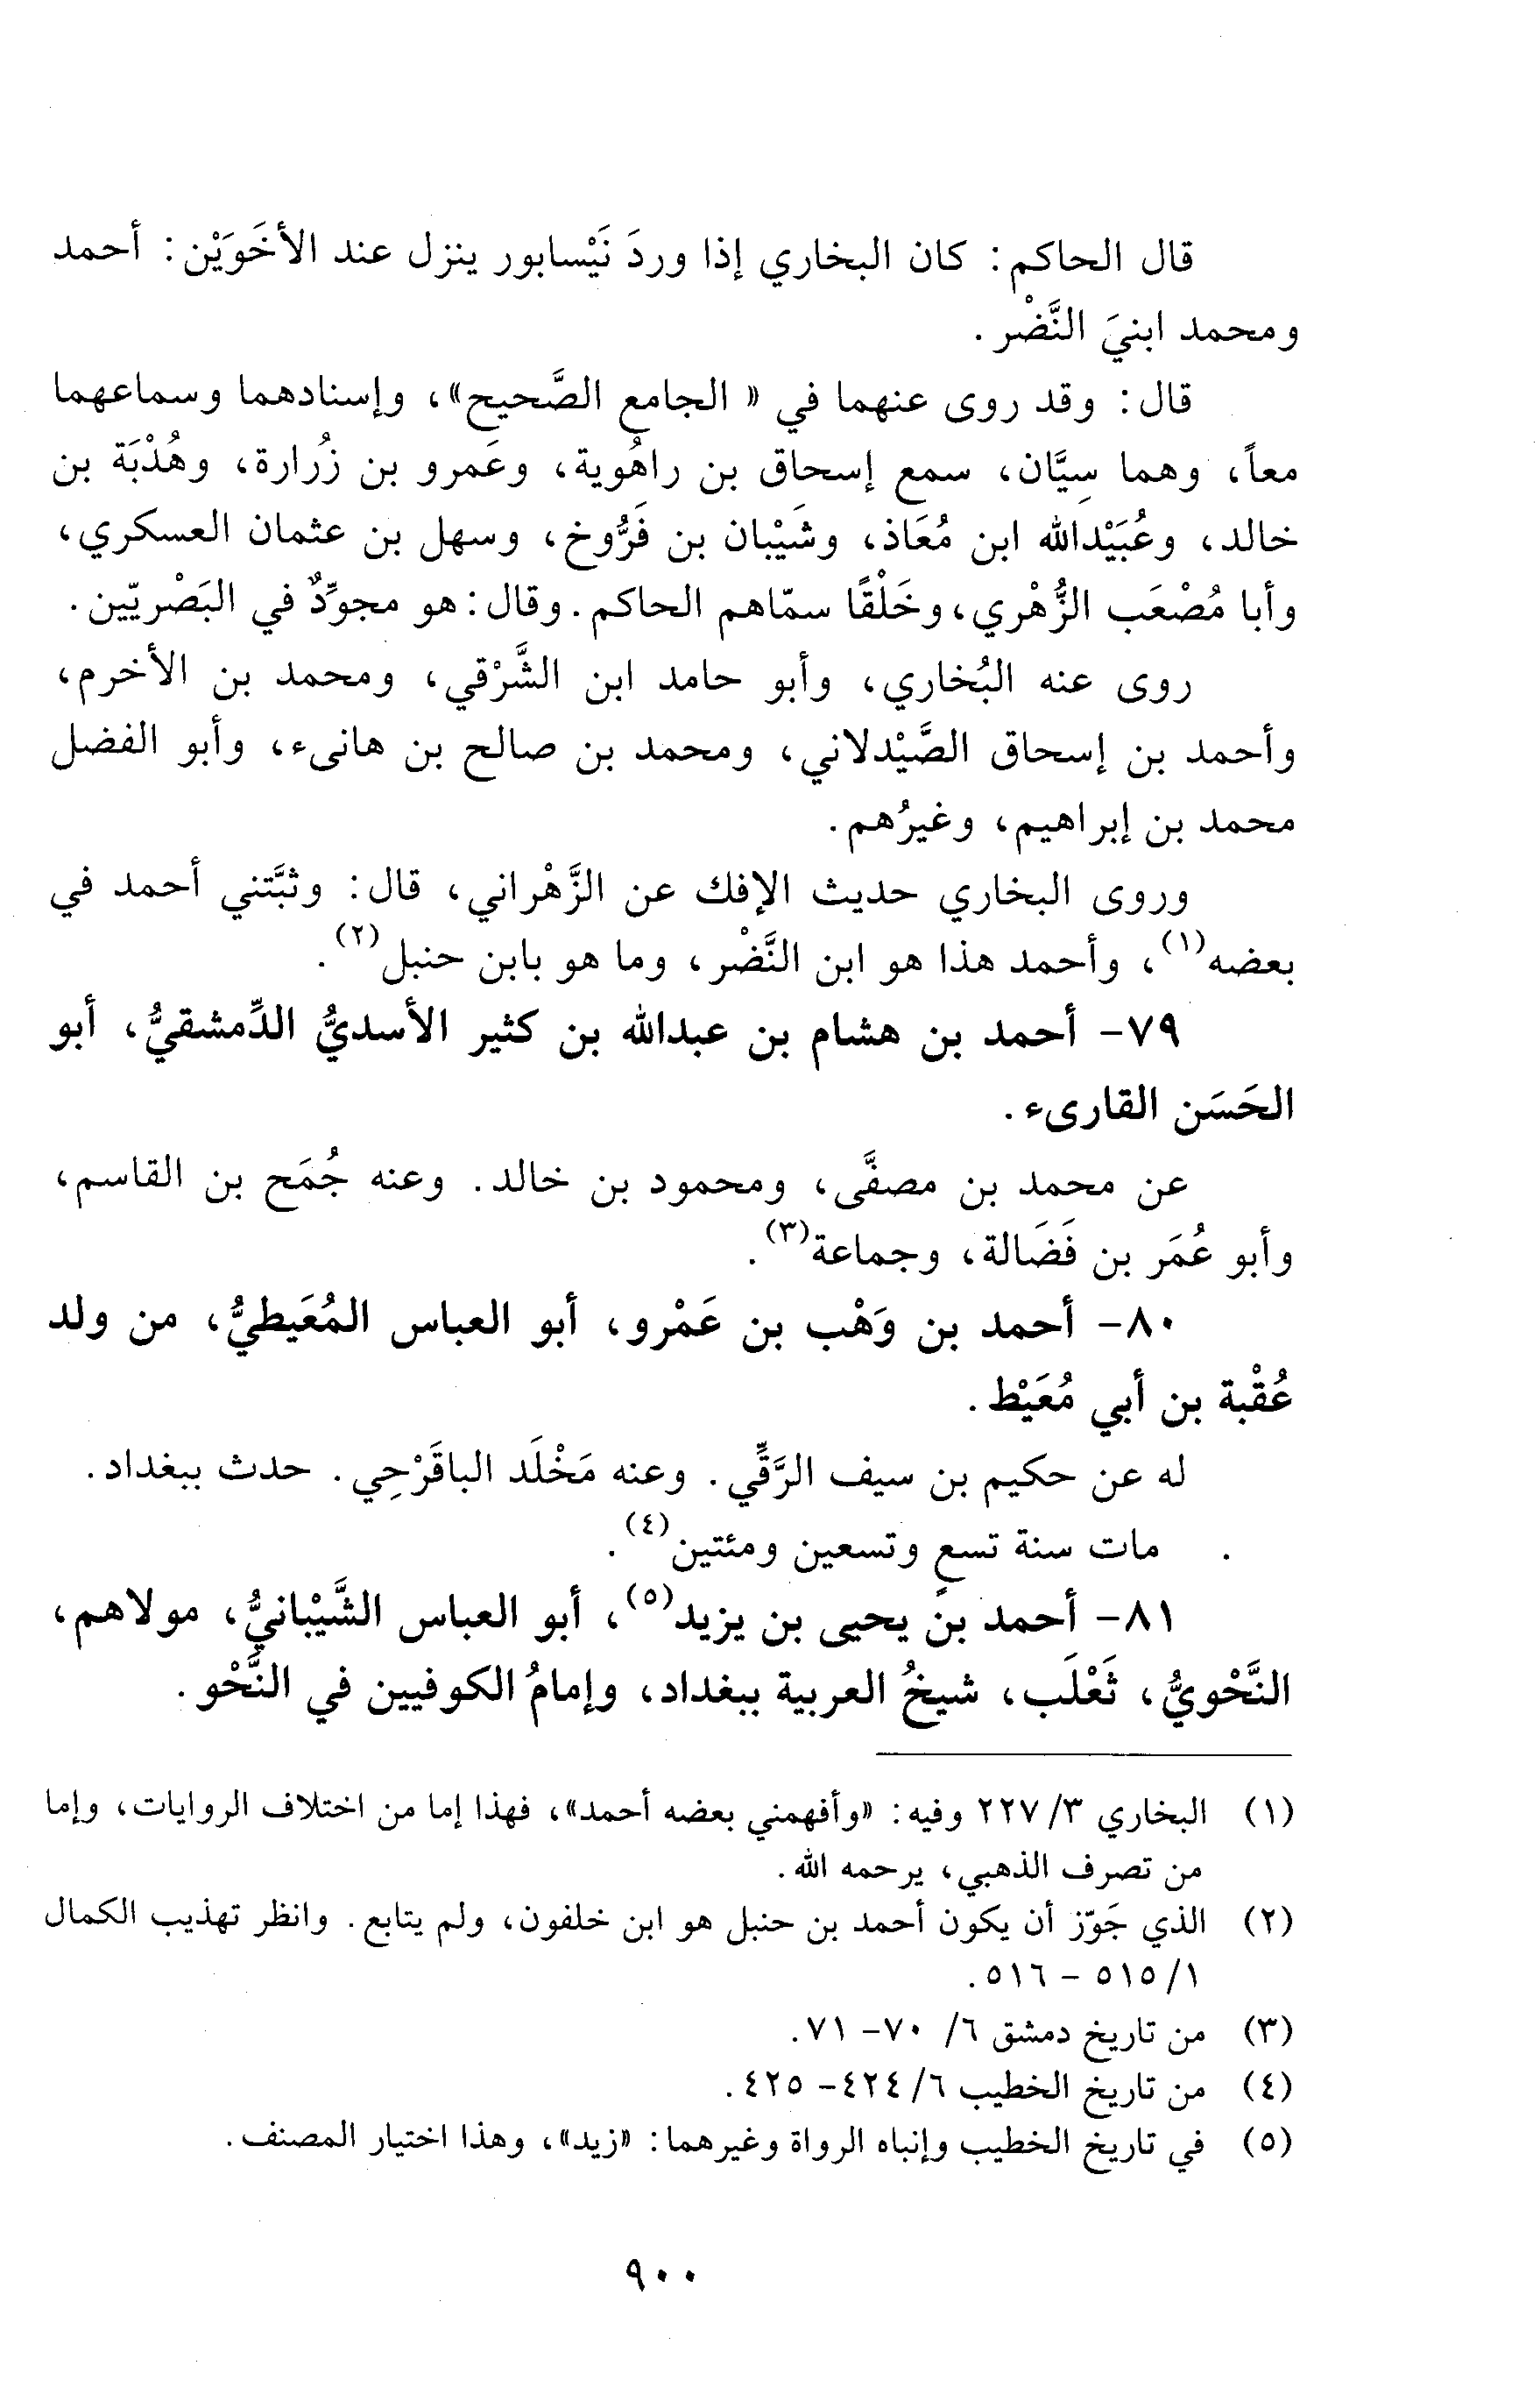 قال الحاكم: كان البخاري إذا وردَ نَيْسابور ينزل عند الأخَوَيْن: أحمد
ومحمد ابنيَ النَّضْر.
قال: وقد روى عنهما في « الجامع الصَّحيح»، وإسنادهما وسماعهما
معاً، وهما سِيَّان، سمع إسحاق بن راهُوية، وعَمرو بن زُرارة، وهُدْبَة بن
خالد، وعُبَيْدالله ابن مُعَاذ، وشَيْبان بن فَرُّوخ، وسهل بن عثمان العسكري،
وأبا مُصْعَب الزُّهْري، وخَلْقًا سمّاهم الحاكم. وقال: هو مجوِّدٌ في البَصْريّين.
روى عنه البُخاري، وأبو حامد ابن الشَّرْقي، ومحمد بن الأخرم،
وأحمد بن إسحاق الصَّيْدلاني، ومحمد بن صالح بن هانىء، وأبو الفضل
محمد بن إبراهيم، وغيرُهم.
وروى البخاري حديث الإفك عن الزَّهْراني، قال: وثبَّتني أحمد في
بعضه(١)، وأحمد هذا هو ابن النَّضْر، وما هو بابن حنبل(٢).
٧٩- أحمد بن هشام بن عبدالله بن كثير الأسديُّ الدِّمشقيُّ، أبو
الحَسَن القارىء.
عن محمد بن مصفَّى، ومحمود بن خالد. وعنه جُمَح بن القاسم،
وأبو عُمَر بن فَضَالة، وجماعة(٣).
٨٠- أحمد بن وَهْب بن عَمْرو، أبو العباس المُعَيطيُّ، من ولد
عُقْبة بن أبي مُعَيْط.
له عن حكيم بن سيف الرَّقِّي. وعنه مَخْلَد الباقَرْحِي. حدث ببغداد.
مات سنة تسعٍ وتسعين ومئتين(٤).
٨١- أحمد بن يحيى بن يزيد(٥)، أبو العباس الشَّيْبانيُّ، مولاهم،
النَّحْويُّ، ثَعْلَب، شيخُ العربية ببغداد، وإمامُ الكوفيين في النَّحْو.
(١) البخاري ٣/ ٢٢٧ وفيه: «وأفهمني بعضه أحمد»، فهذا إما من اختلاف الروايات، وإما
من تصرف الذهبي، يرحمه الله.
(٢) الذي جَوّز أن يكون أحمد بن حنبل هو ابن خلفون، ولم يتابع. وانظر تهذيب الكمال
١/ ٥١٥ - ٥١٦.
(٣) من تاريخ دمشق ٦/ ٧٠- ٧١.
(٤) من تاريخ الخطيب ٦/ ٤٢٤- ٤٢٥.
(٥) في تاريخ الخطيب وإنباه الرواة وغيرهما: «زيد»، وهذا اختيار المصنف.
٩٠٠